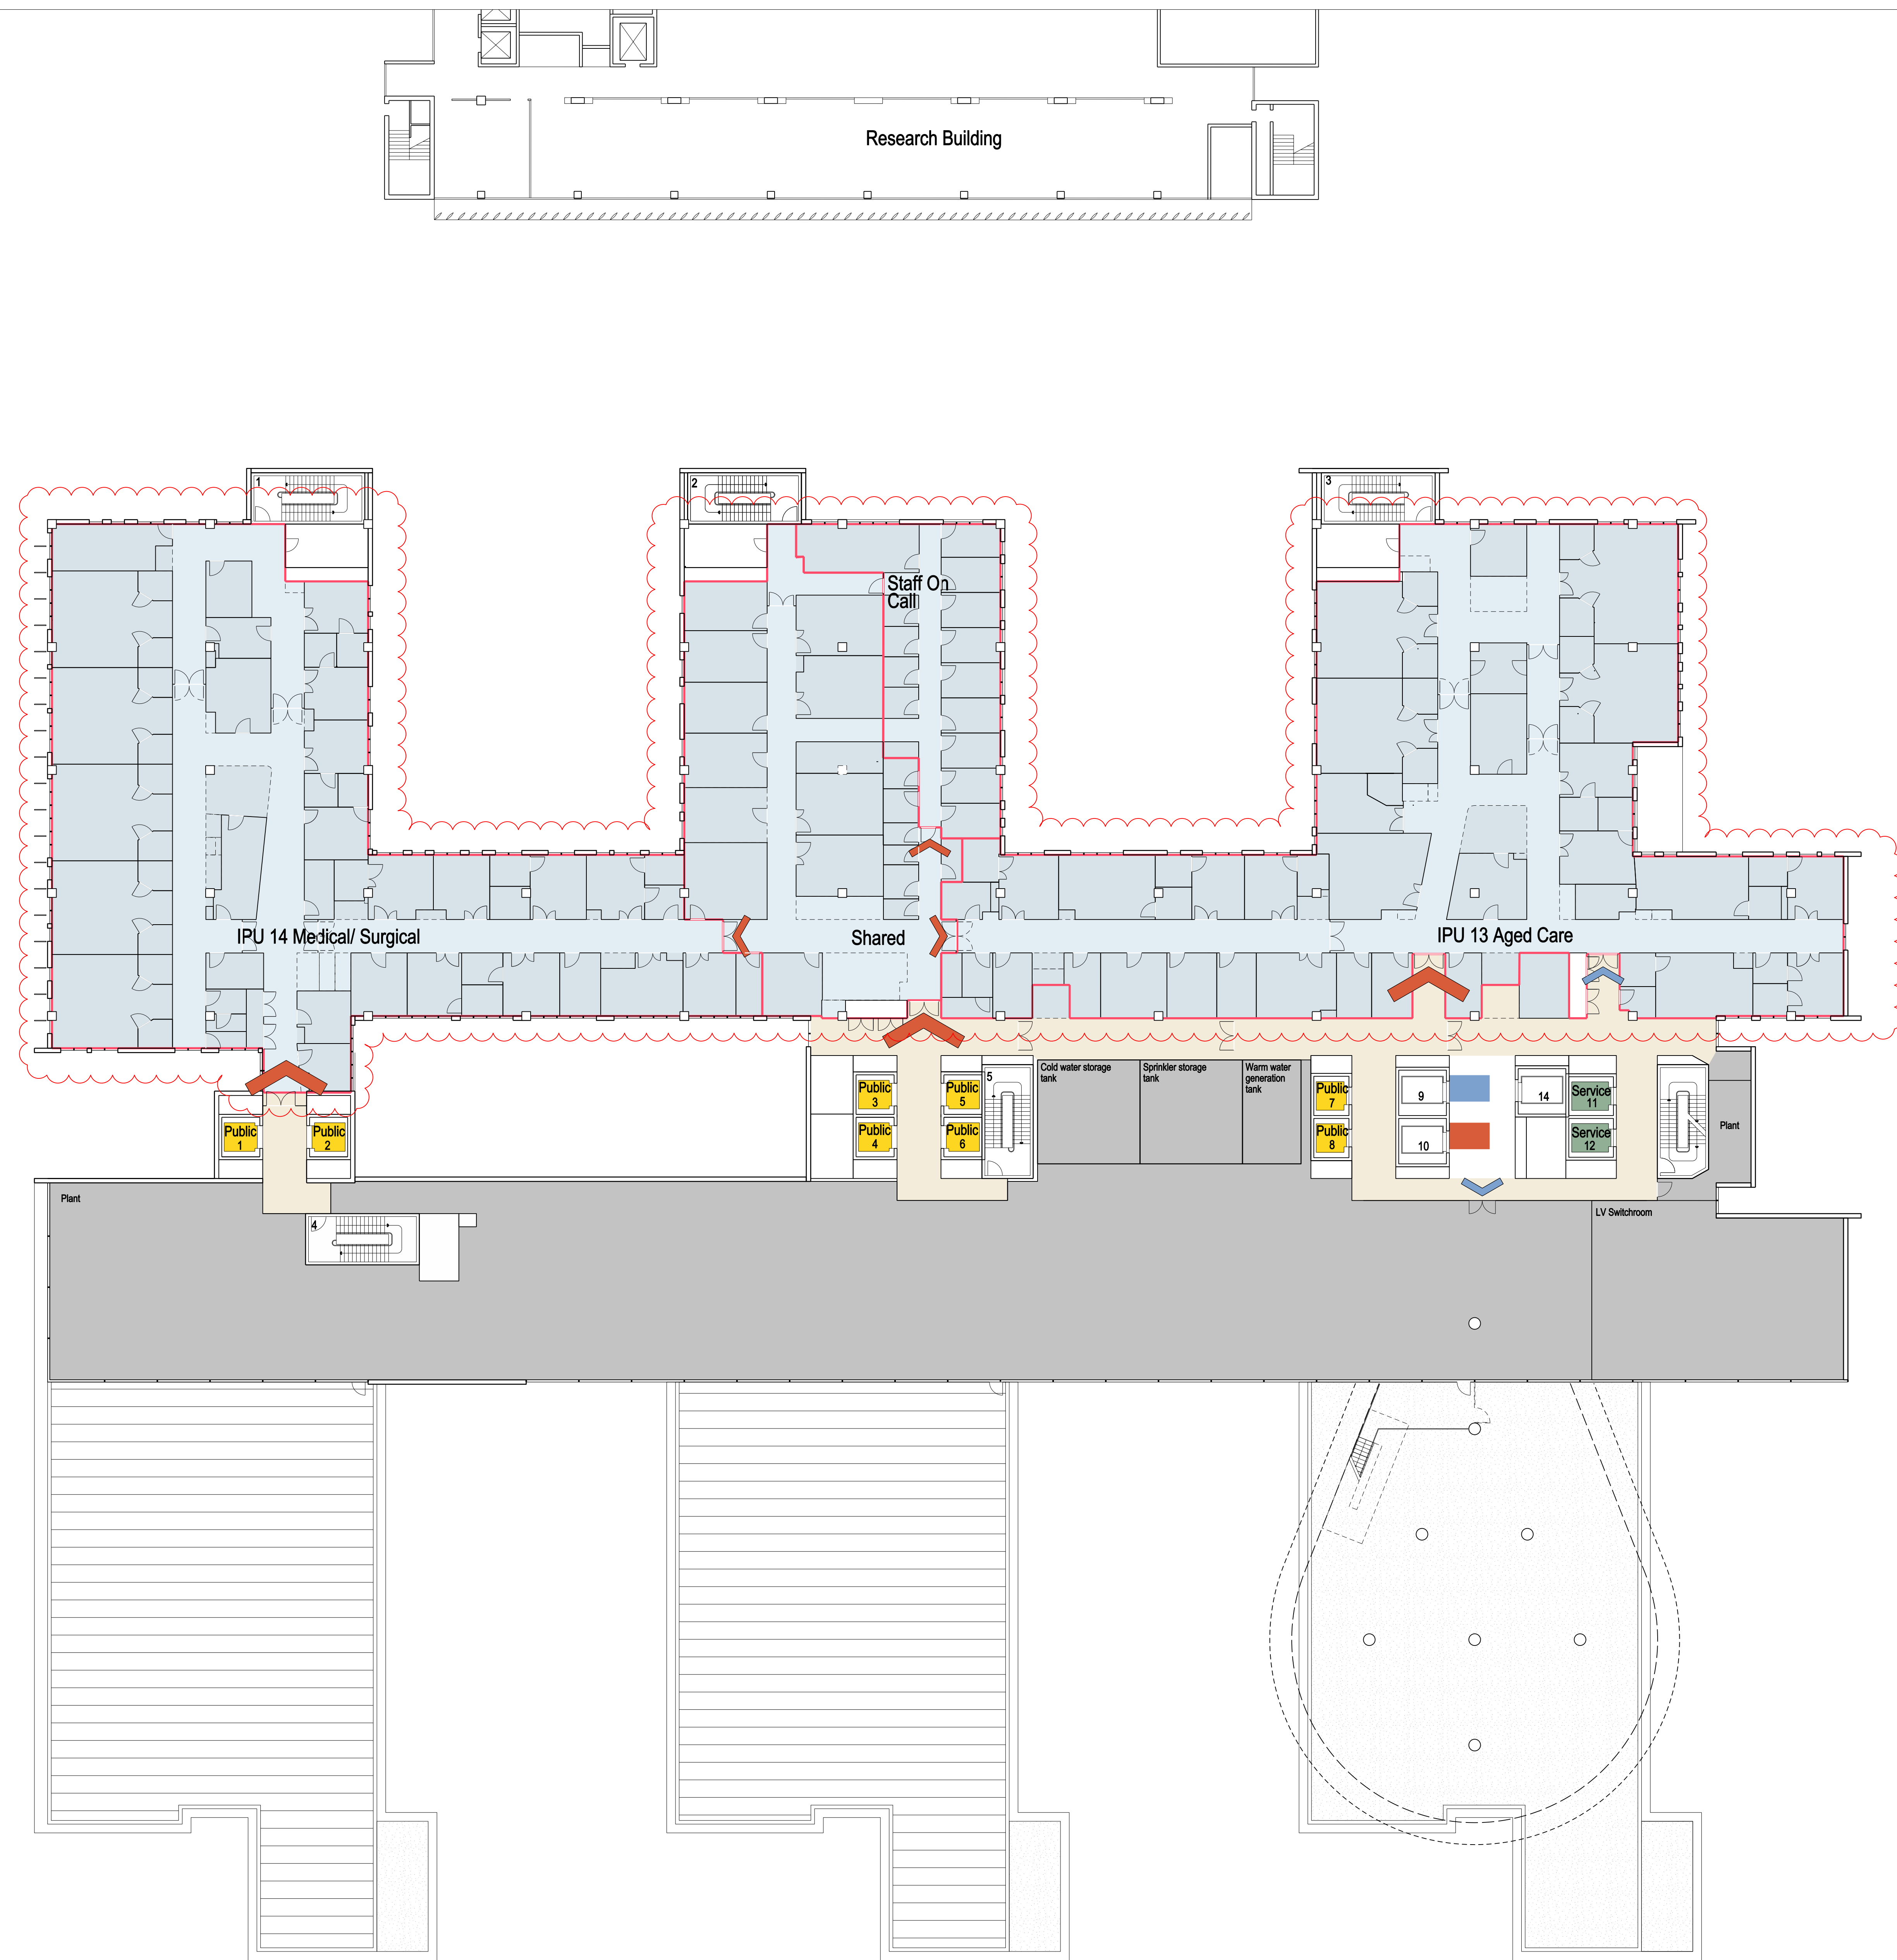 Research Building
1
2
3
Staff On
Call
IPU 14 Medical/ Surgical
Shared
IPU 13 Aged Care
Cold water storage
tank
Sprinkler storage
tank
Warm water
generation
tank
5
Public
3
Public
5
Public
7
9
14
Service
11
Public
1
Public
2
Public
4
Public
6
Public
8
10
Service
12
Plant
Plant
4
LV Switchroom